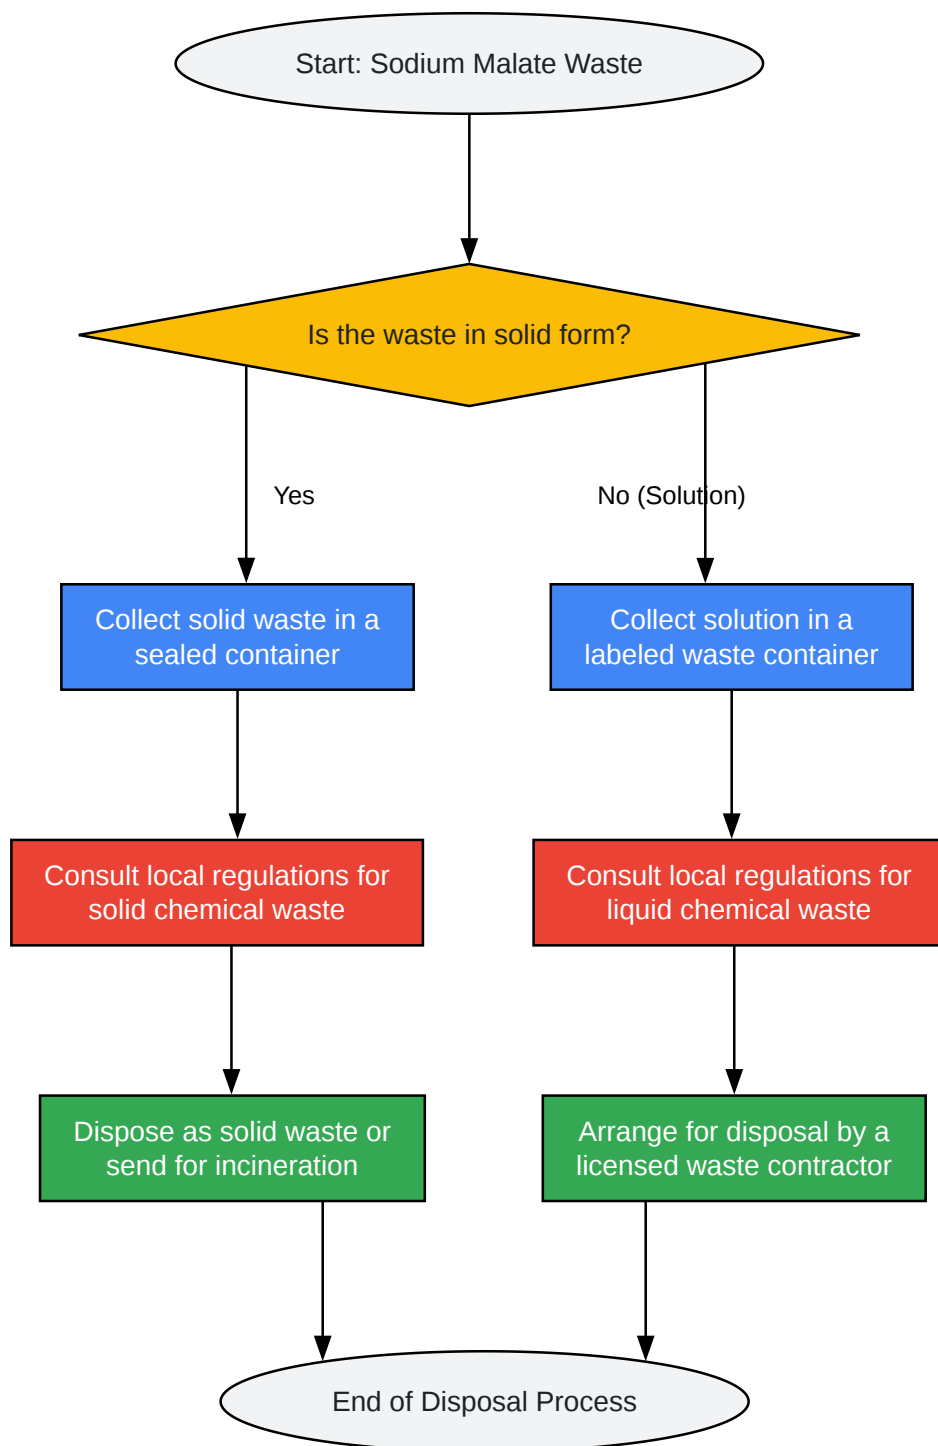 Start: Sodium Malate Waste
Is the waste in solid form?
Yes
No (Solution)
Collect solid waste in a
sealed container
Collect solution in a
labeled waste container
Consult local regulations for
solid chemical waste
Consult local regulations for
liquid chemical waste
Dispose as solid waste or
send for incineration
Arrange for disposal by a
licensed waste contractor
End of Disposal Process